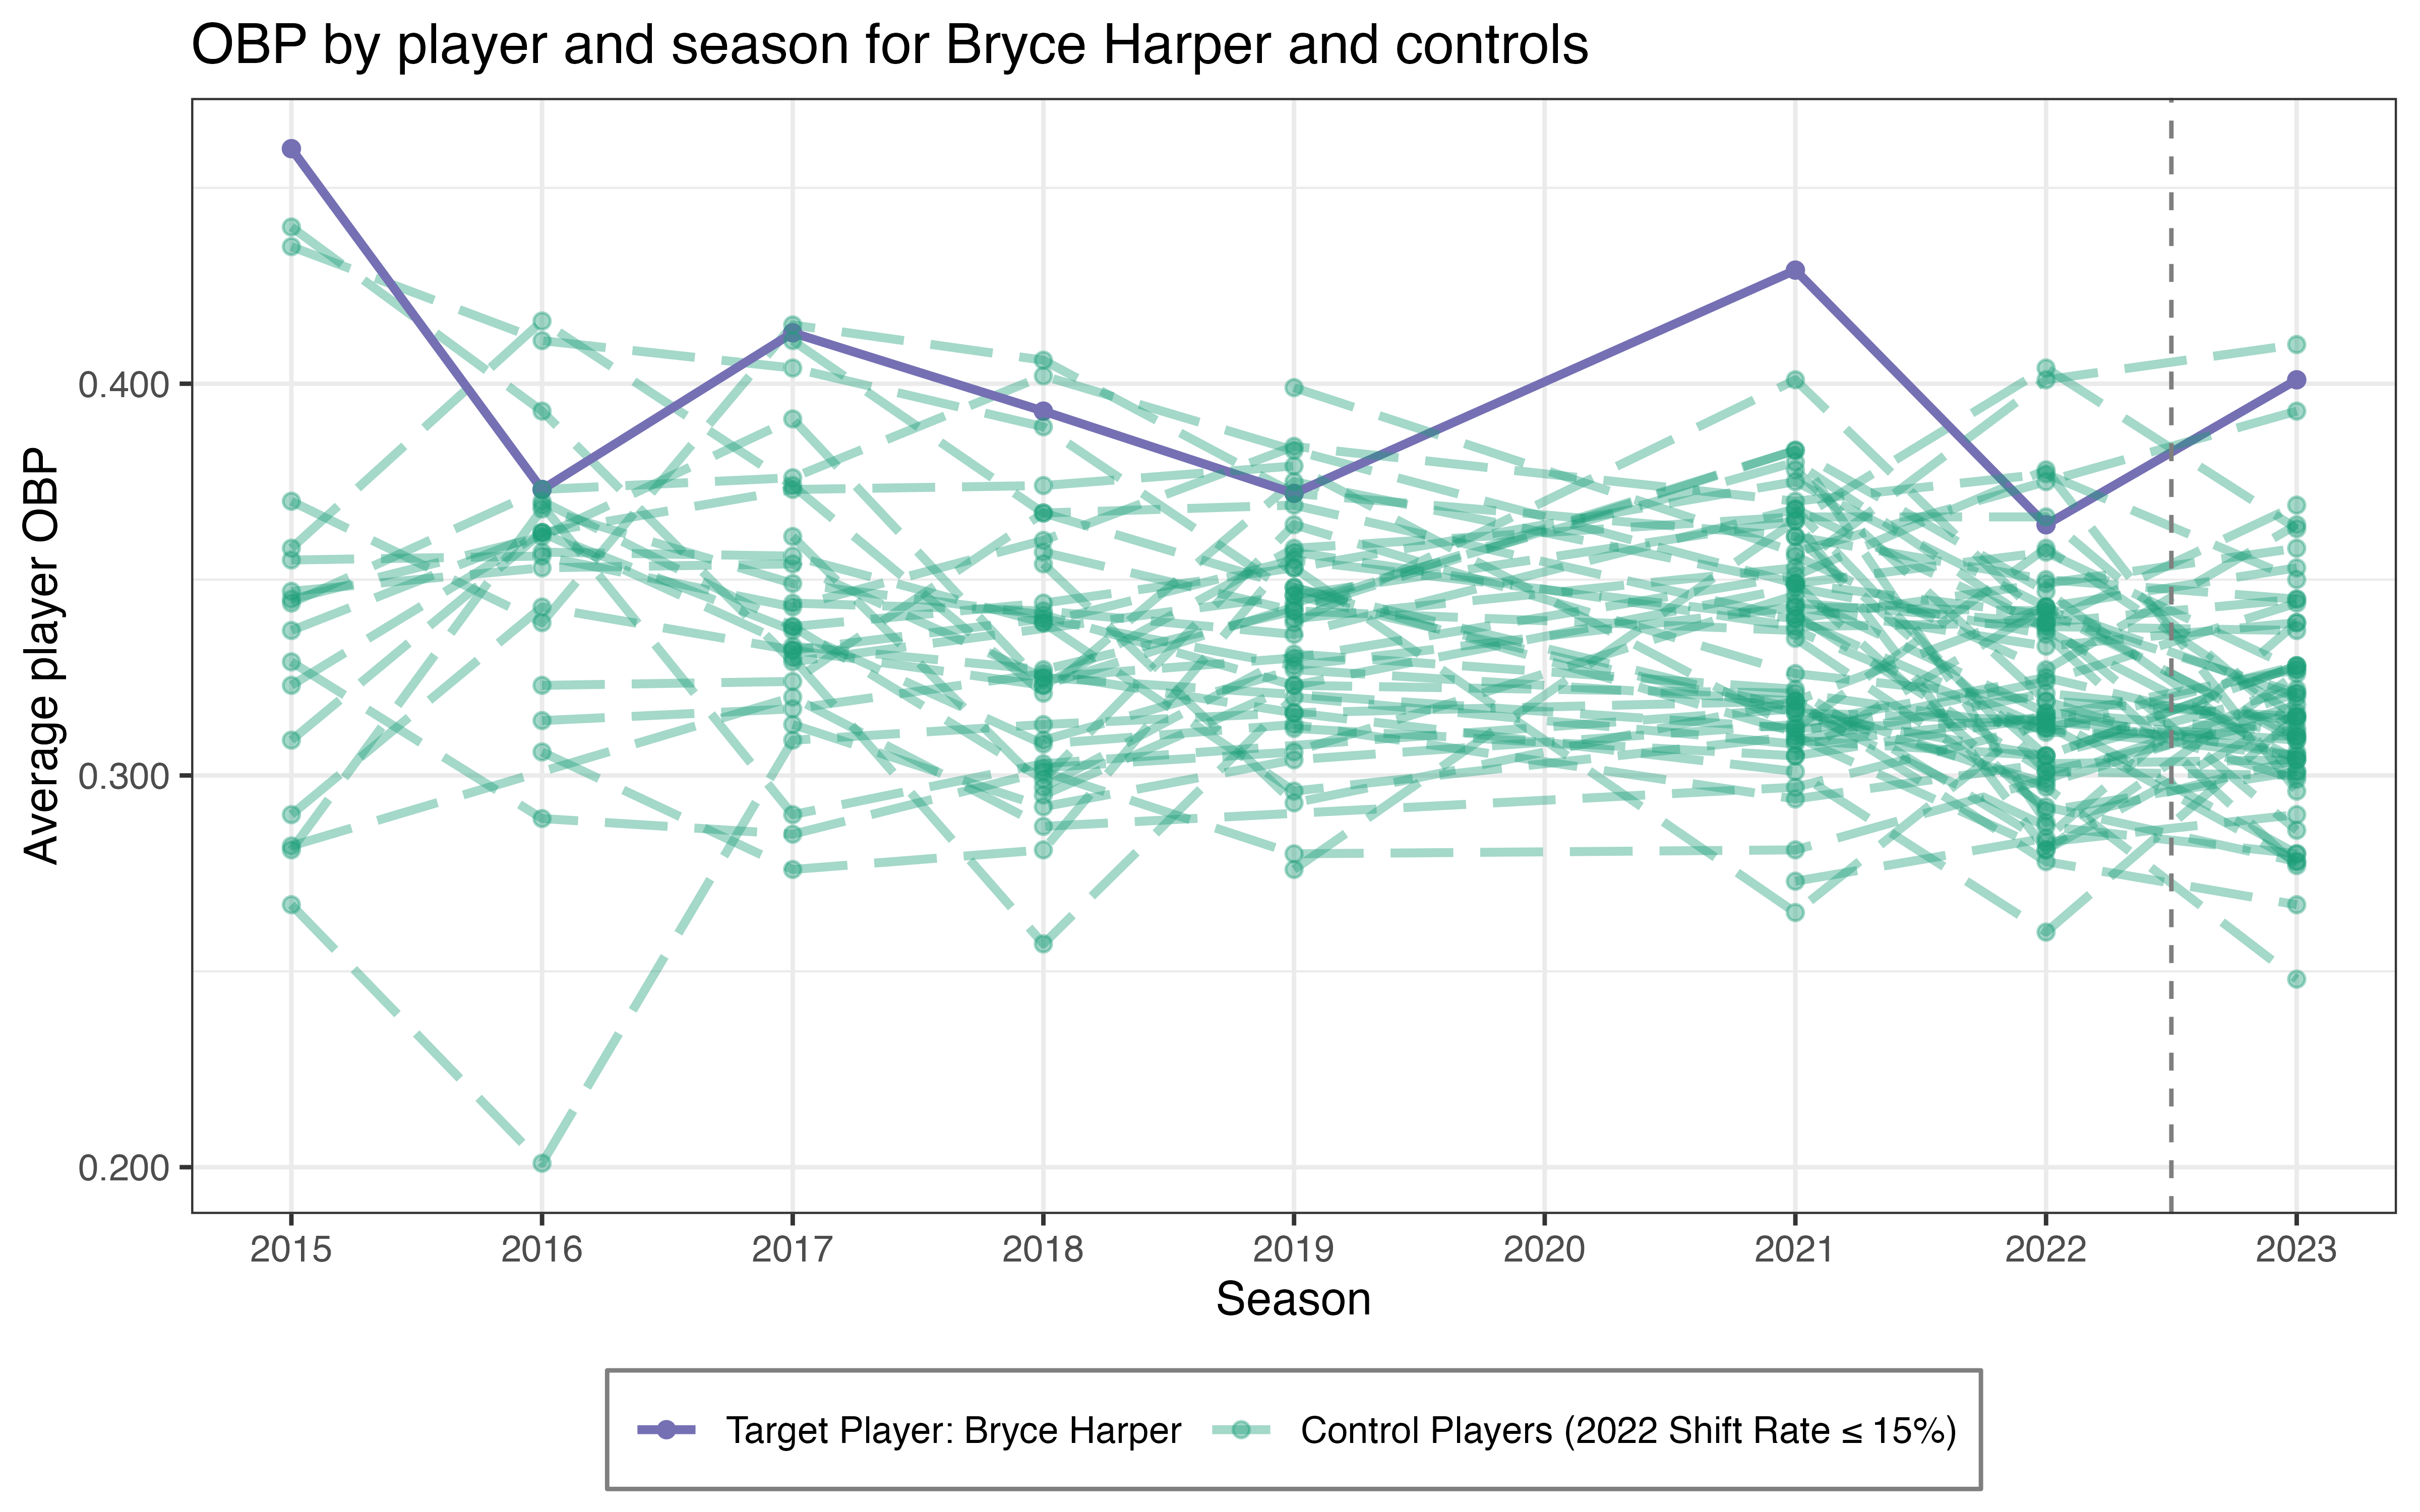 OBP by player and season for Bryce Harper and controls
Average player OBP
0.400
0.300
0.200
2015 2016 2017 2018 2019 2020 2021 2022 2023
Season
Target Player: Bryce Harper Control Players (2022 Shift Rate ≤ 15%)